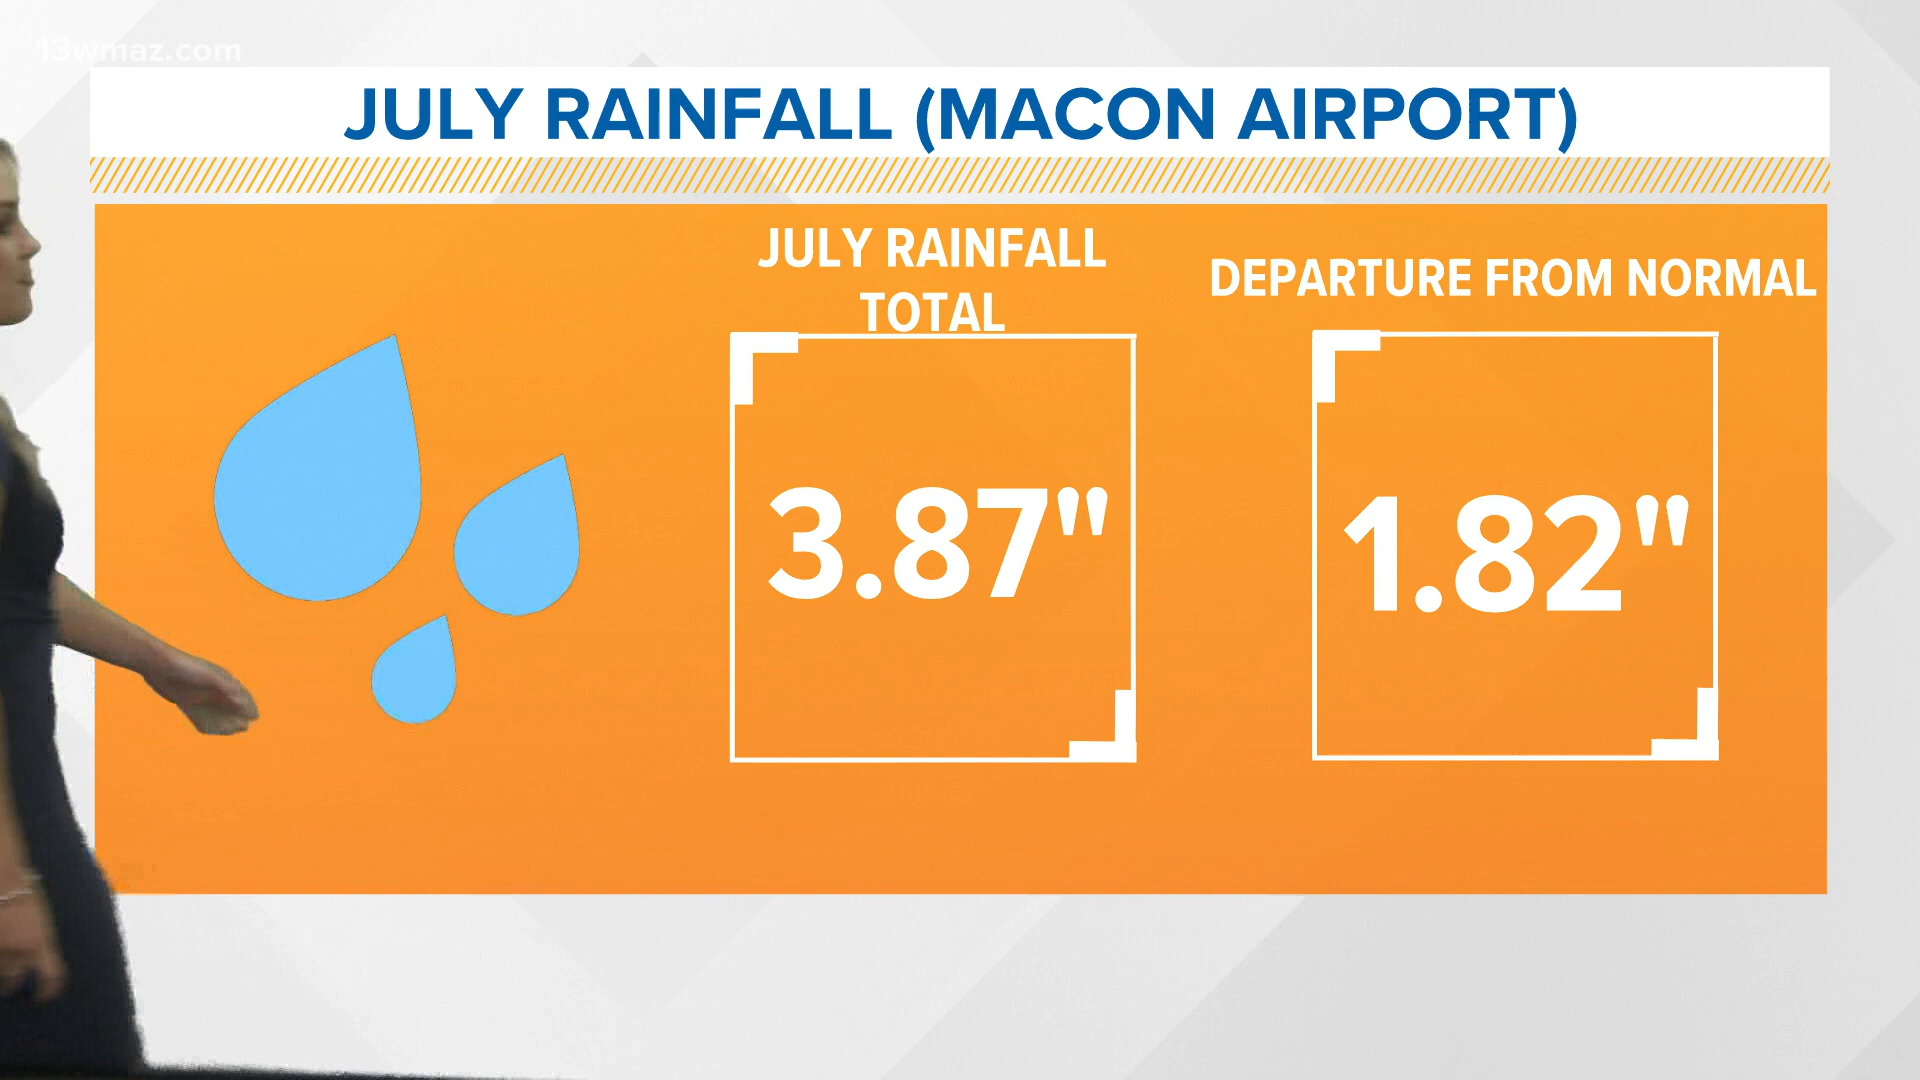 13wmaz.com
JULY RAINFALL (MACON AIRPORT)
JULY RAINFALL
TOTAL
3.87"
DEPARTURE FROM NORMAL
1.82"